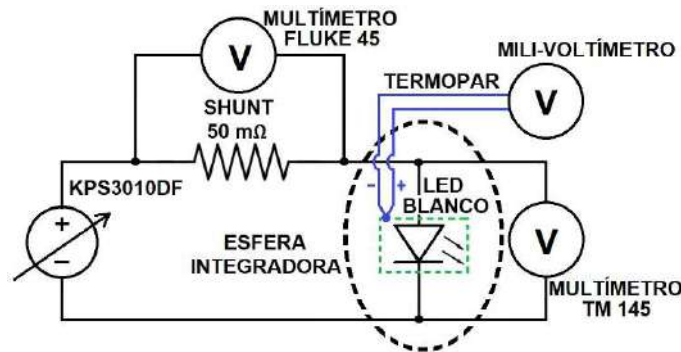 MULTÍMETRO
FLUKE 45
V
SHUNT
50 mΩ
MILI-VOLTÍMETRO
TERMOPAR
V
KPS3010DF
+
−
- +
LED
BLANCO
ESFERA
INTEGRADORA
V
MULTÍMETRO
TM 145